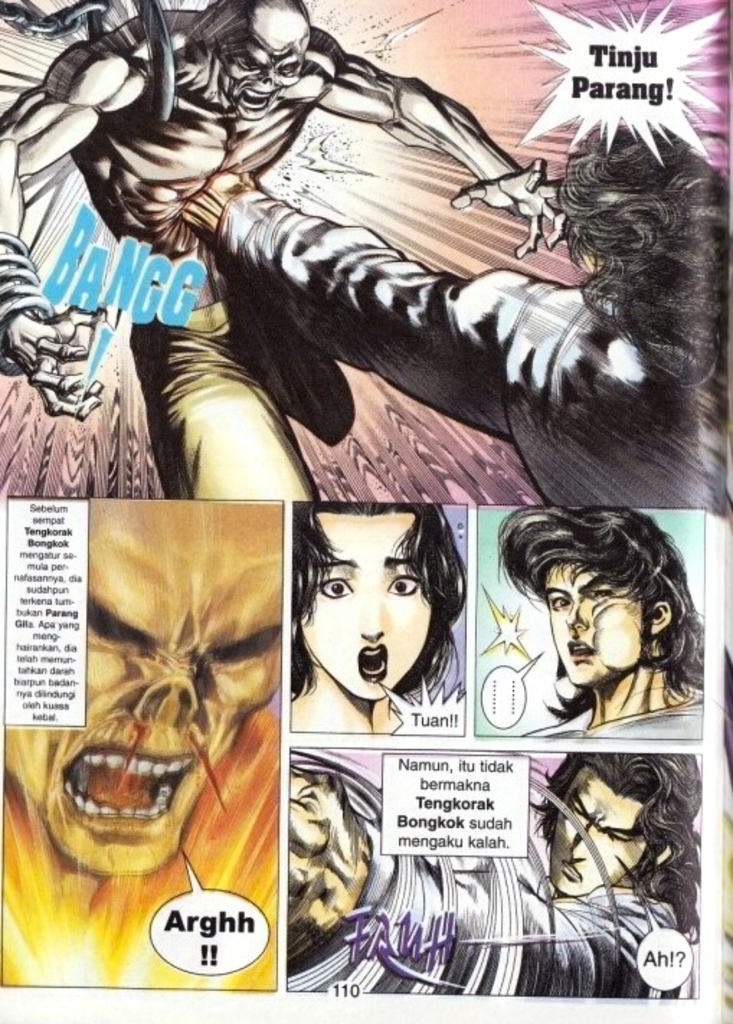 Tinju
Parang!
BANGG
!
Sebelum
sempat
Tengkorak
Bongkok
mengatur se-
mula per-
nafasannya, dia
sudahpun
terkena tum-
bukan Parang
Gila. Apa yang
meng-
hairankan, dia
telah memun-
tahkan darah
biarpun badan-
nya dilindungi
oleh kuasa
kebal.
Arghh
!!
Tuan!!
......
Namun, itu tidak
bermakna
Tengkorak
Bongkok sudah
mengaku kalah.
Ah!?
110